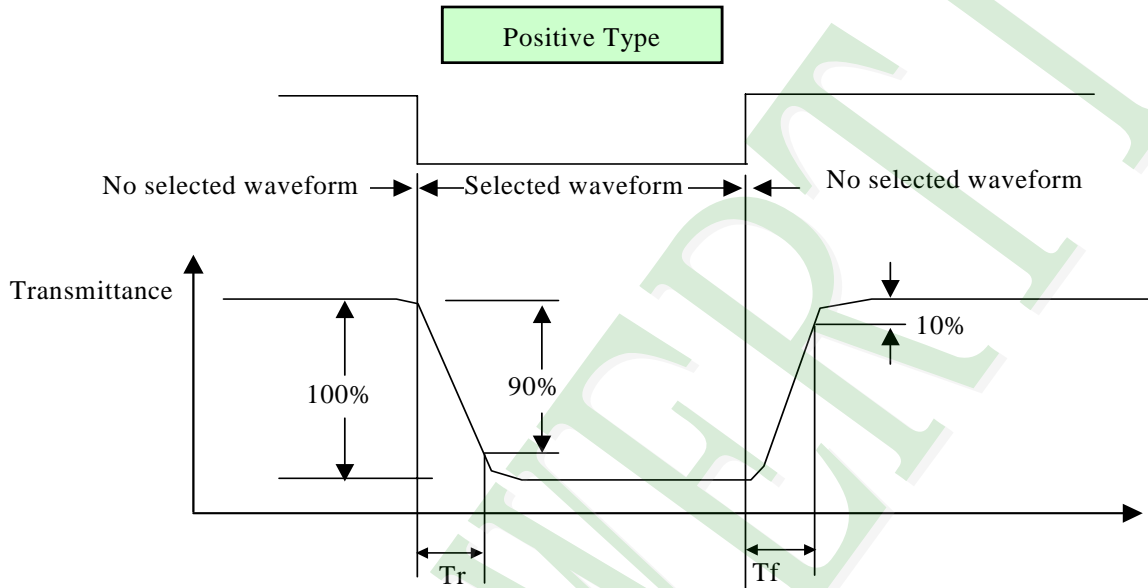 Positive Type
No selected waveform
Selected waveform
No selected waveform
Transmittance
100%
90%
10%
Tr
Tf